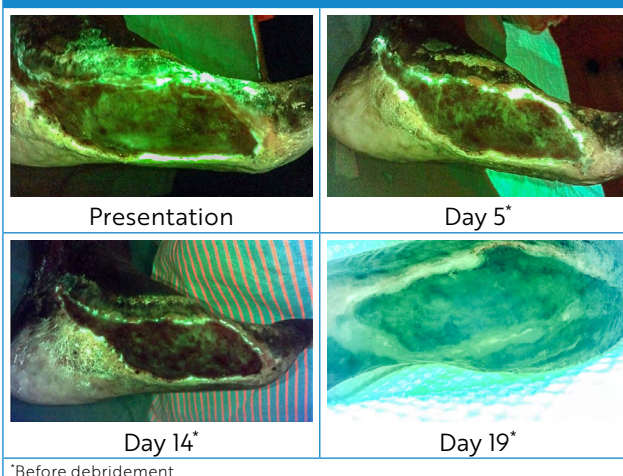 Presentation
Day 5*
Day 14*
Day 19*
*Before debridement